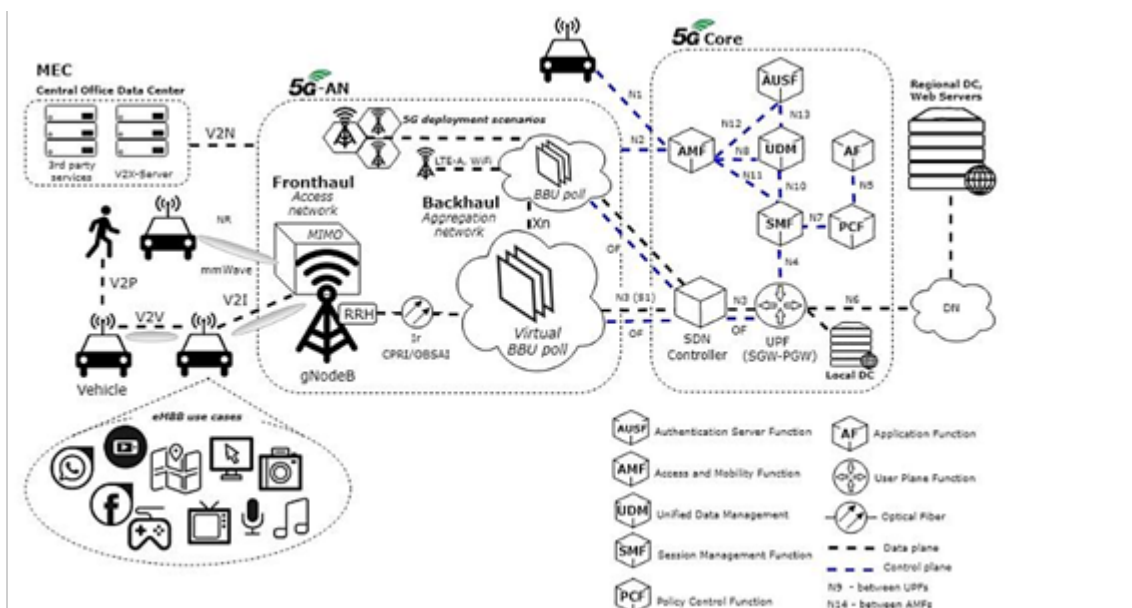 MEC
Central Office Data Center
3rd party
services
V2X-Server
V2N
5G-AN
5G deployment scenarios
LTE-A, WiFi
BBU poll
Fronthaul
Access
network
MIMO
Backhaul
Aggregation
network
Xn
NR
mmWave
V2P
V2I
V2V
Vehicle
RRH
gNodeB
Ir
CPRI/OBSAI
Virtual
BBU poll
OF
N3 (S1)
OF
eMBB use cases
5G Core
N1
N2
AUSF
N12
N13
AMF
N8
UDM
AF
N11
N10
N5
SMF
N7
PCF
N4
N3
OF
SDN
Controller
UPF
(SGW-PGW)
N6
Local DC
DN
Regional DC,
Web Servers
AUSF
Authentication Server Function
AF
Application Function
AMF
Access and Mobility Function
User Plane Function
UDM
Unified Data Management
Optical Fiber
SMF
Session Management Function
Data plane
Control plane
PCF
Policy Control Function
N9 - between UPFs
N14 - between AMFs